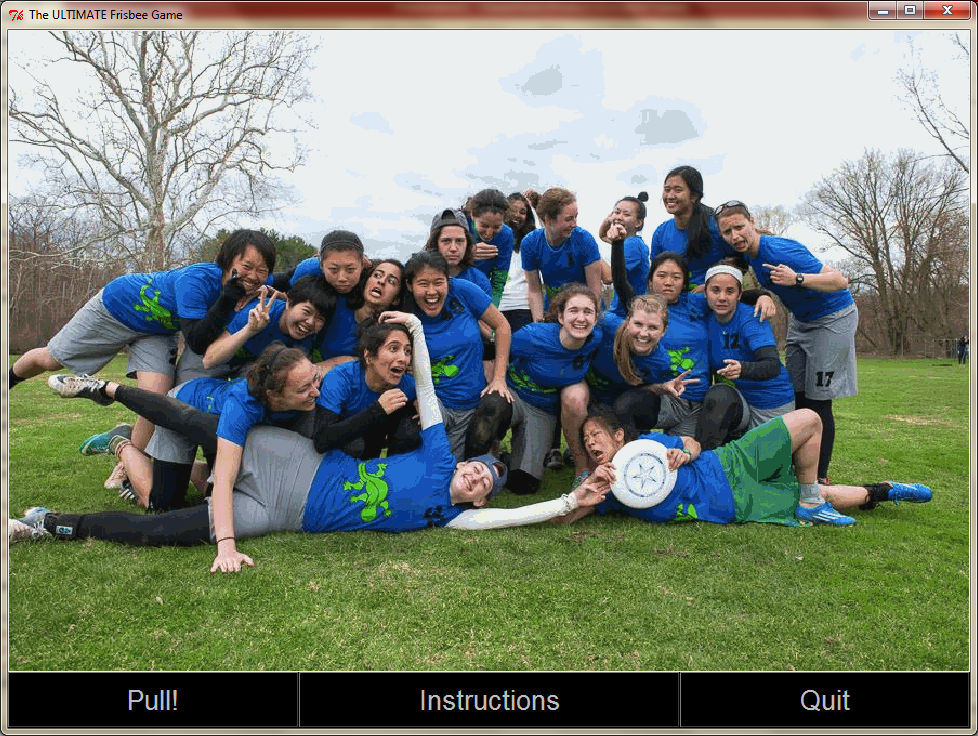 The ULTIMATE Frisbee Game
12
17
Pull!
Instructions
Quit